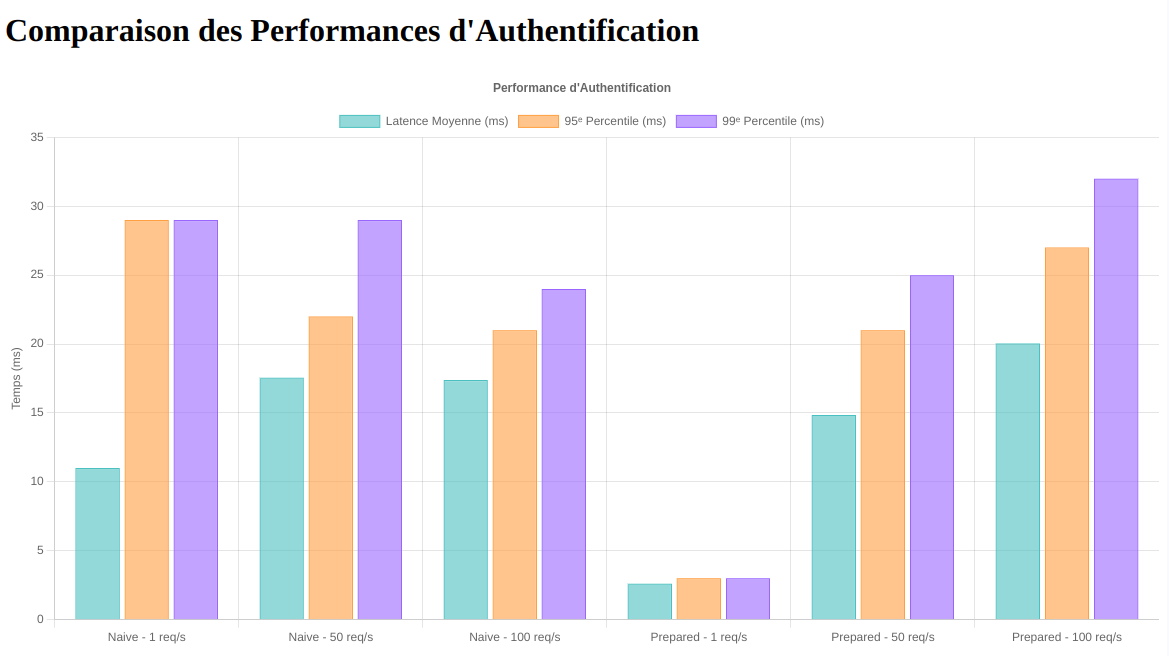 Comparaison des Performances d'Authentification
Performance d'Authentification
Latence Moyenne (ms) 95ᵉ Percentile (ms) 99ᵉ Percentile (ms)
35
30
25
20
15
10
5
0
Temps (ms)
Naive - 1 req/s Naive - 50 req/s Naive - 100 req/s Prepared - 1 req/s Prepared - 50 req/s Prepared - 100 req/s